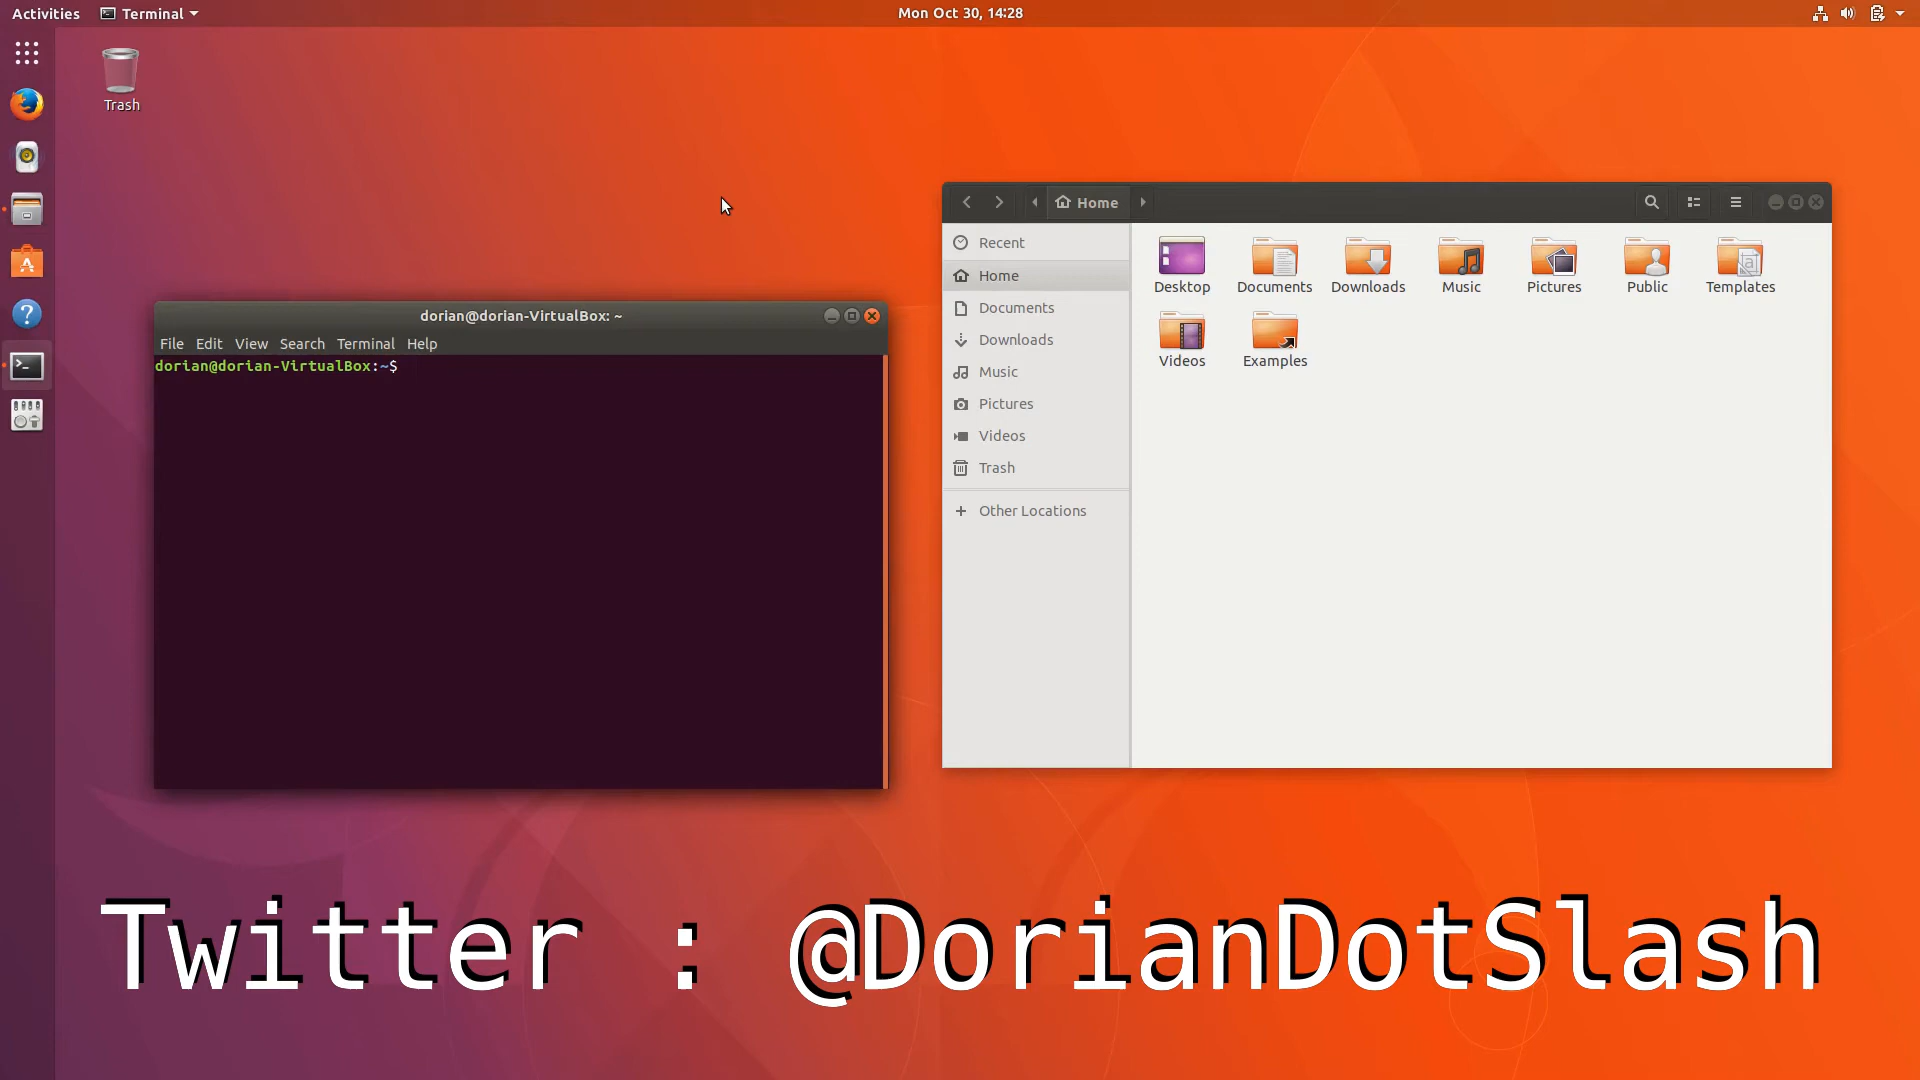 Activities Terminal Mon Oct 30, 14:28
Trash
dorian@dorian-VirtualBox: ~
File Edit View Search Terminal Help
dorian@dorian-VirtualBox:~$
Home
Recent
Home
Documents
Downloads
Music
Pictures
Videos
Trash
+ Other Locations
Desktop Documents Downloads Music Pictures Public Templates
Videos Examples
Twitter : @DorianDotSlash